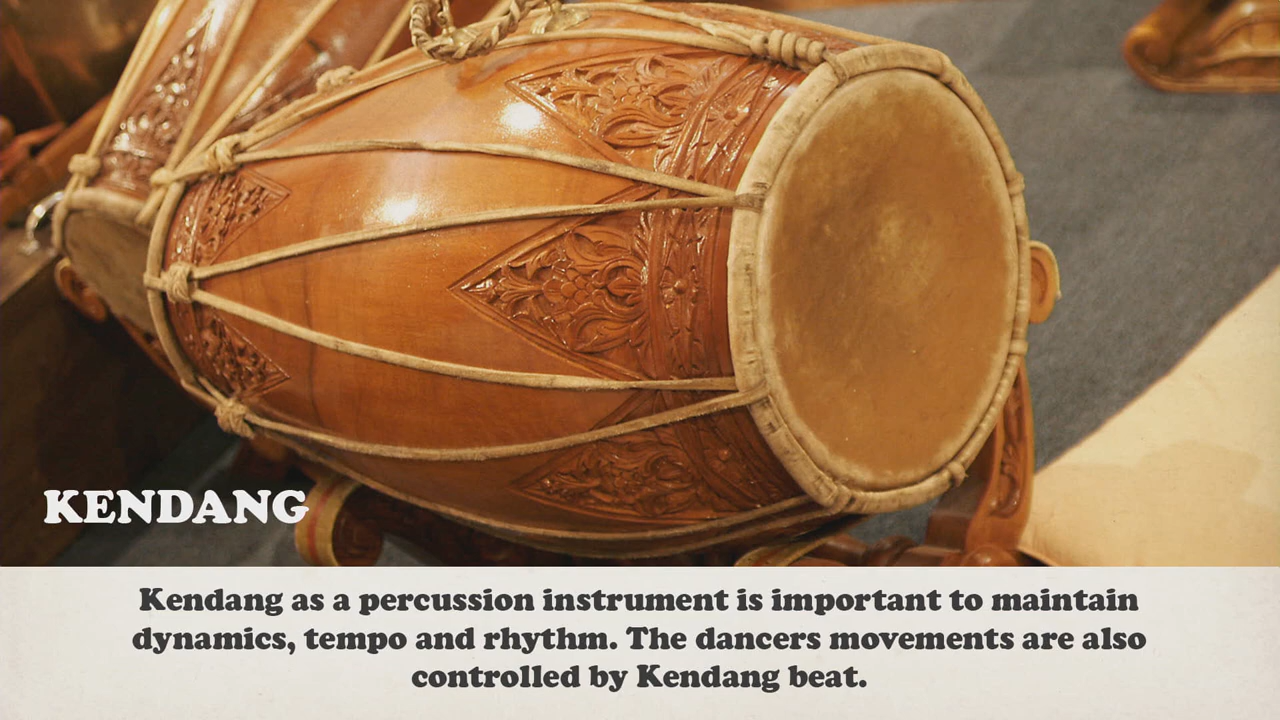 KENDANG
Kendang as a percussion instrument is important to maintain
dynamics, tempo and rhythm. The dancers movements are also
controlled by Kendang beat.